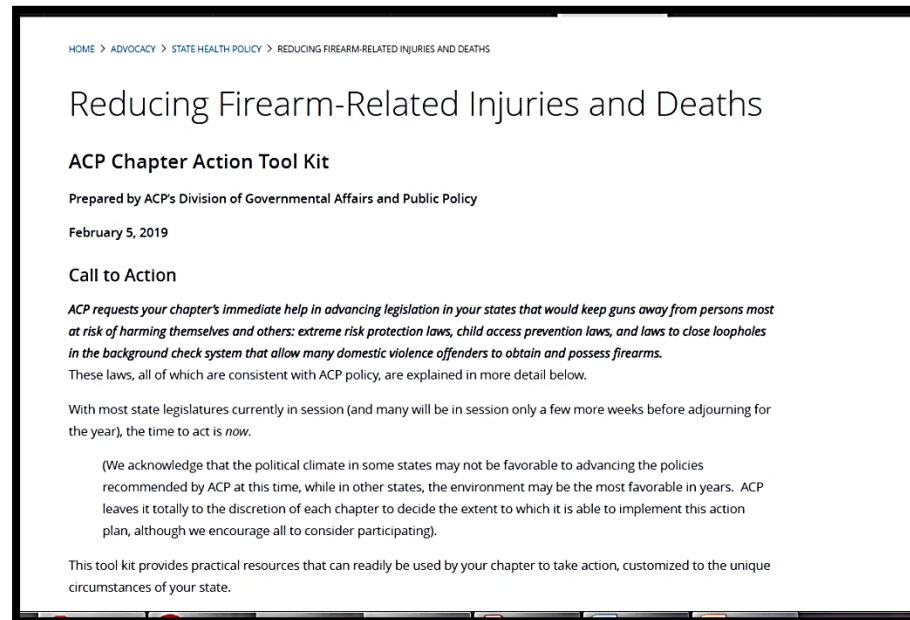 HOME > ADVOCACY > STATE HEALTH POLICY > REDUCING FIREARM-RELATED INJURIES AND DEATHS
Reducing Firearm-Related Injuries and Deaths
ACP Chapter Action Tool Kit
Prepared by ACP's Division of Governmental Affairs and Public Policy
February 5, 2019
Call to Action
ACP requests your chapter's immediate help in advancing legislation in your states that would keep guns away from persons most
at risk of harming themselves and others: extreme risk protection laws, child access prevention laws, and laws to close loopholes
in the background check system that allow many domestic violence offenders to obtain and possess firearms.
These laws, all of which are consistent with ACP policy, are explained in more detail below.
With most state legislatures currently in session (and many will be in session only a few more weeks before adjourning for
the year), the time to act is now.
(We acknowledge that the political climate in some states may not be favorable to advancing the policies
recommended by ACP at this time, while in other states, the environment may be the most favorable in years.  ACP
leaves it totally to the discretion of each chapter to decide the extent to which it is able to implement this action
plan, although we encourage all to consider participating).
This tool kit provides practical resources that can readily be used by your chapter to take action, customized to the unique
circumstances of your state.